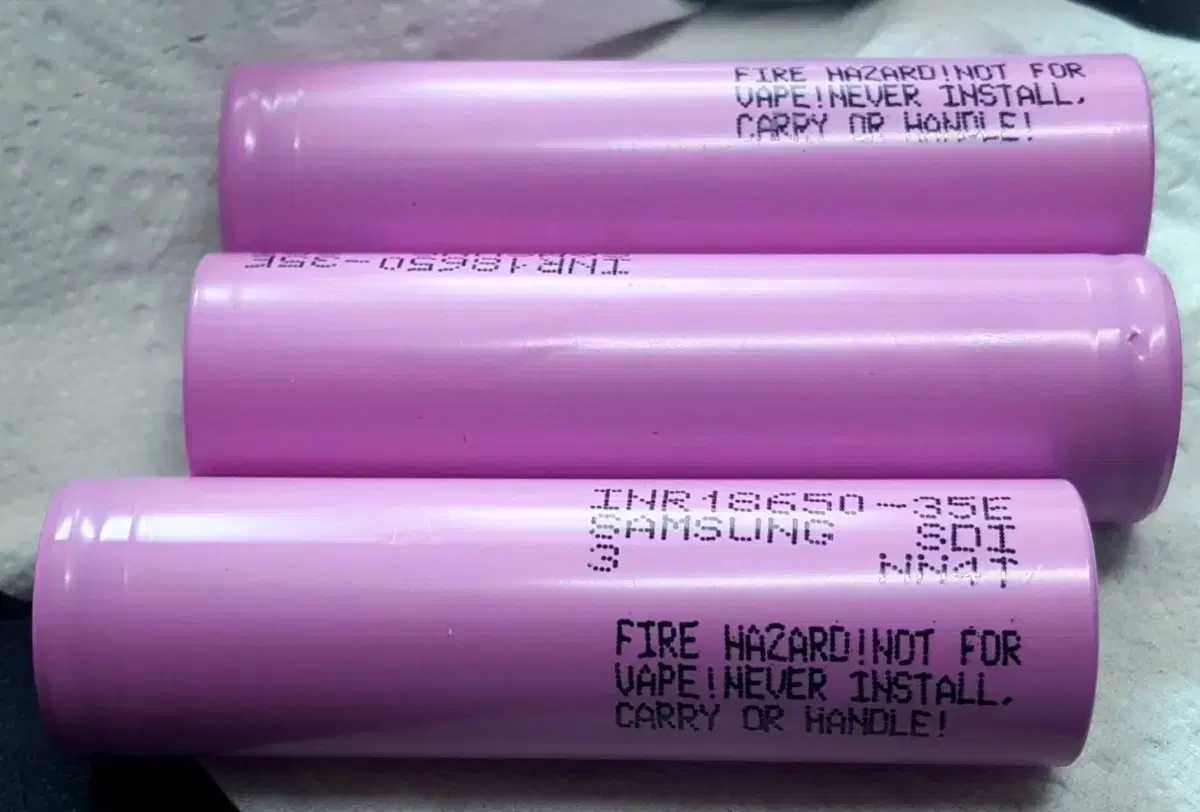 FIRE HAZARD!NOT FOR
VAPE!NEVER INSTALL,
CARRY OR HANDLE!
INR18650-35E
INR18650-35E
SAMSUNG SDI
3 NN4T
FIRE HAZARD!NOT FOR
VAPE!NEVER INSTALL,
CARRY OR HANDLE!